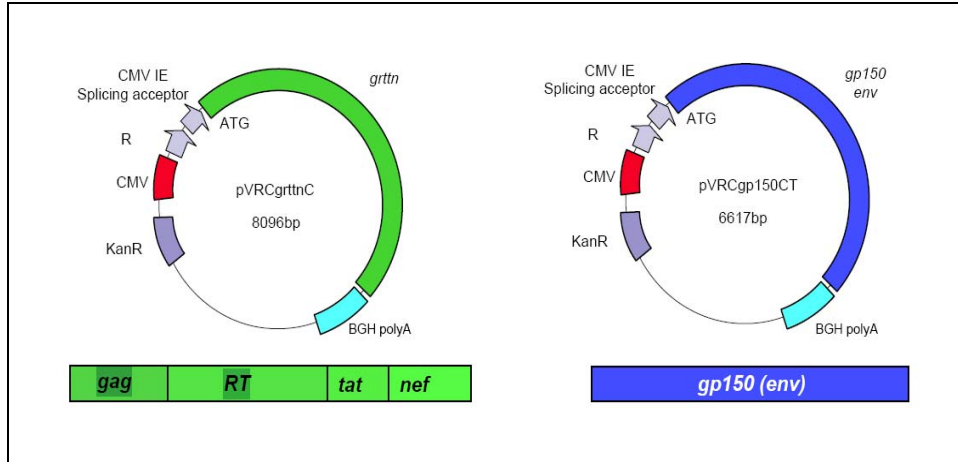 CMV IE
Splicing acceptor
grttn
R
ATG
CMV
pVRCgrttnC
8096bp
KanR
BGH polyA
gag
RT
tat
nef
CMV IE
Splicing acceptor
gp150
env
R
ATG
CMV
pVRCgp150CT
6617bp
KanR
BGH polyA
gp150 (env)